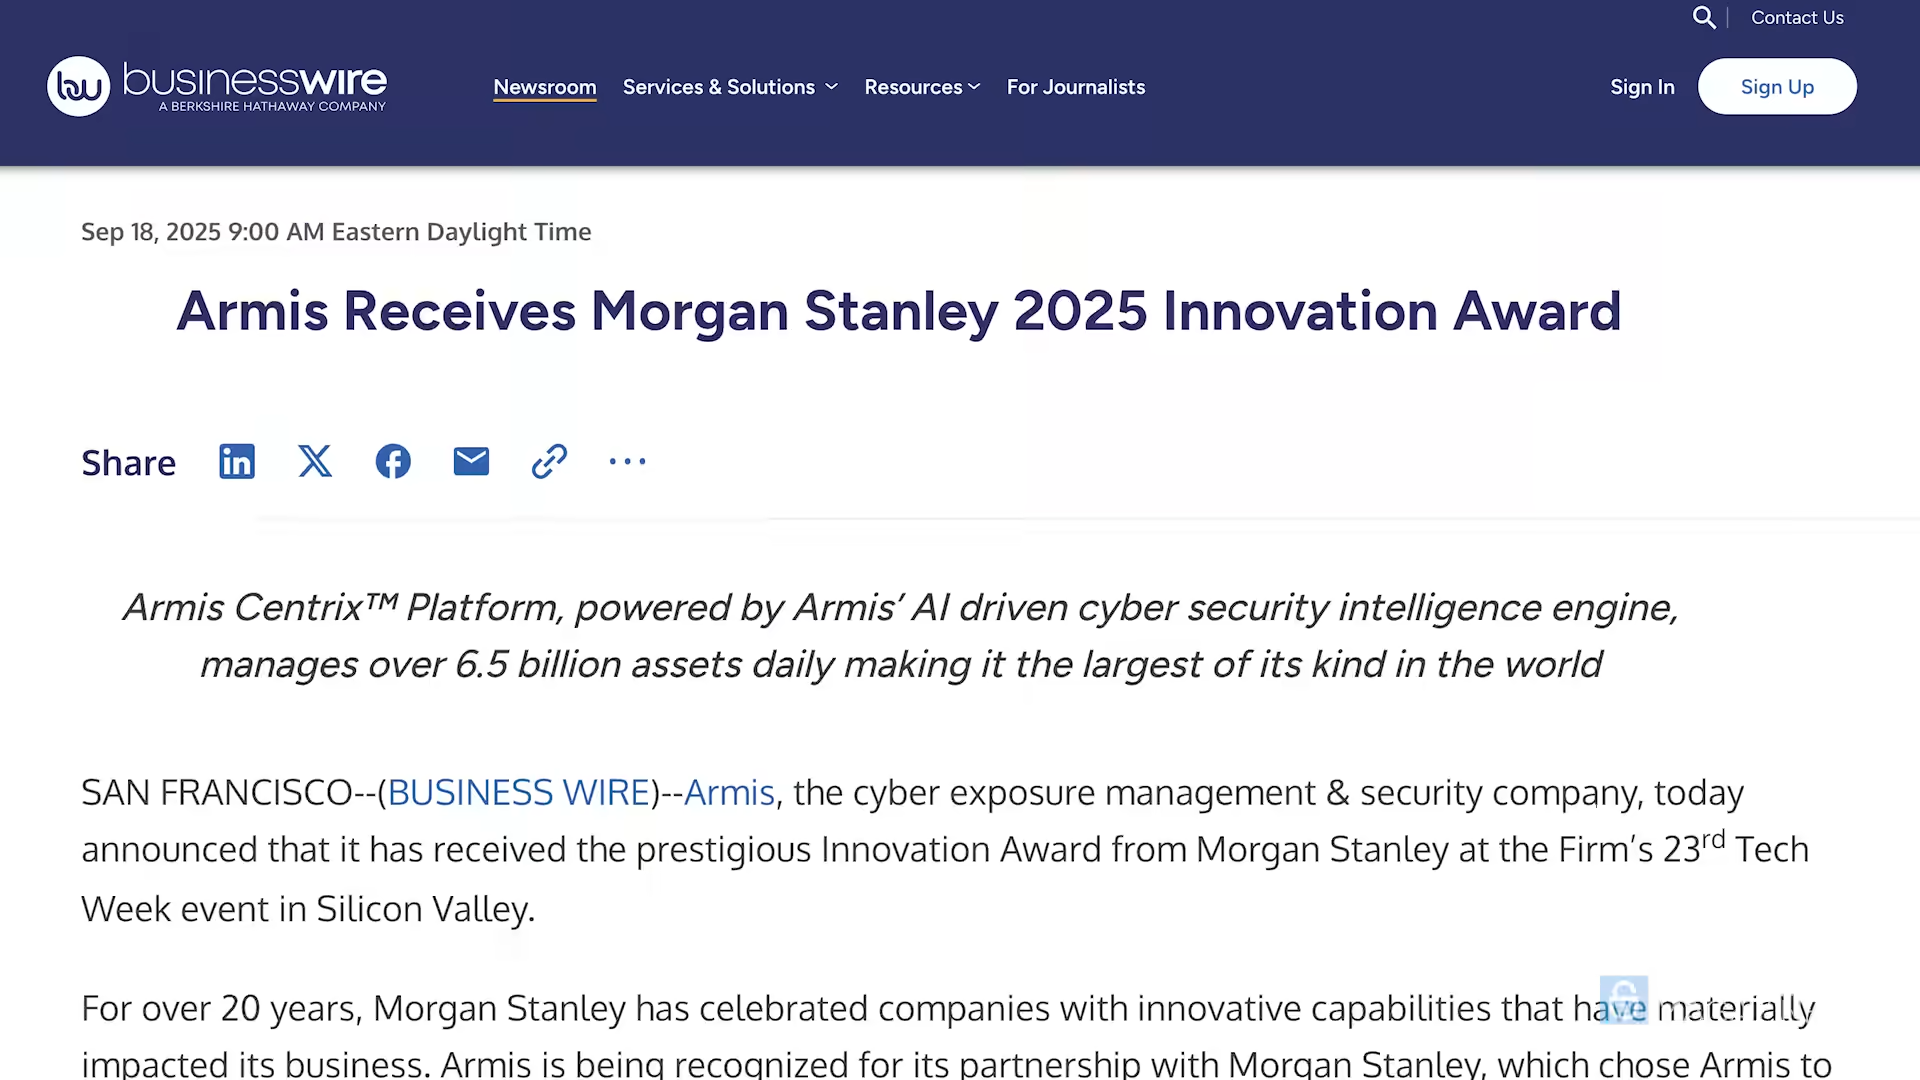 Contact Us
bw businesswire
A BERKSHIRE HATHAWAY COMPANY
Newsroom Services & Solutions Resources For Journalists
Sign In Sign Up
Sep 18, 2025 9:00 AM Eastern Daylight Time
Armis Receives Morgan Stanley 2025 Innovation Award
Share
Armis Centrix™ Platform, powered by Armis’ AI driven cyber security intelligence engine,
manages over 6.5 billion assets daily making it the largest of its kind in the world
SAN FRANCISCO--(BUSINESS WIRE)--Armis, the cyber exposure management & security company, today
announced that it has received the prestigious Innovation Award from Morgan Stanley at the Firm’s 23rd Tech
Week event in Silicon Valley.
For over 20 years, Morgan Stanley has celebrated companies with innovative capabilities that have materially
impacted its business. Armis is being recognized for its partnership with Morgan Stanley, which chose Armis to